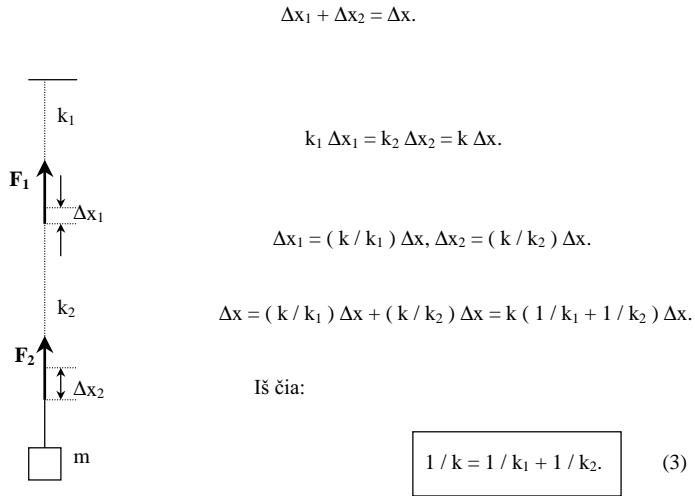 Δx₁ + Δx₂ = Δx.
k₁
k₁ Δx₁ = k₂ Δx₂ = k Δx.
F₁
Δx₁
Δx₁ = ( k / k₁ ) Δx, Δx₂ = ( k / k₂ ) Δx.
k₂
Δx = ( k / k₁ ) Δx + ( k / k₂ ) Δx = k ( 1 / k₁ + 1 / k₂ ) Δx.
F₂
Δx₂
Iš čia:
m
1 / k = 1 / k₁ + 1 / k₂. (3)